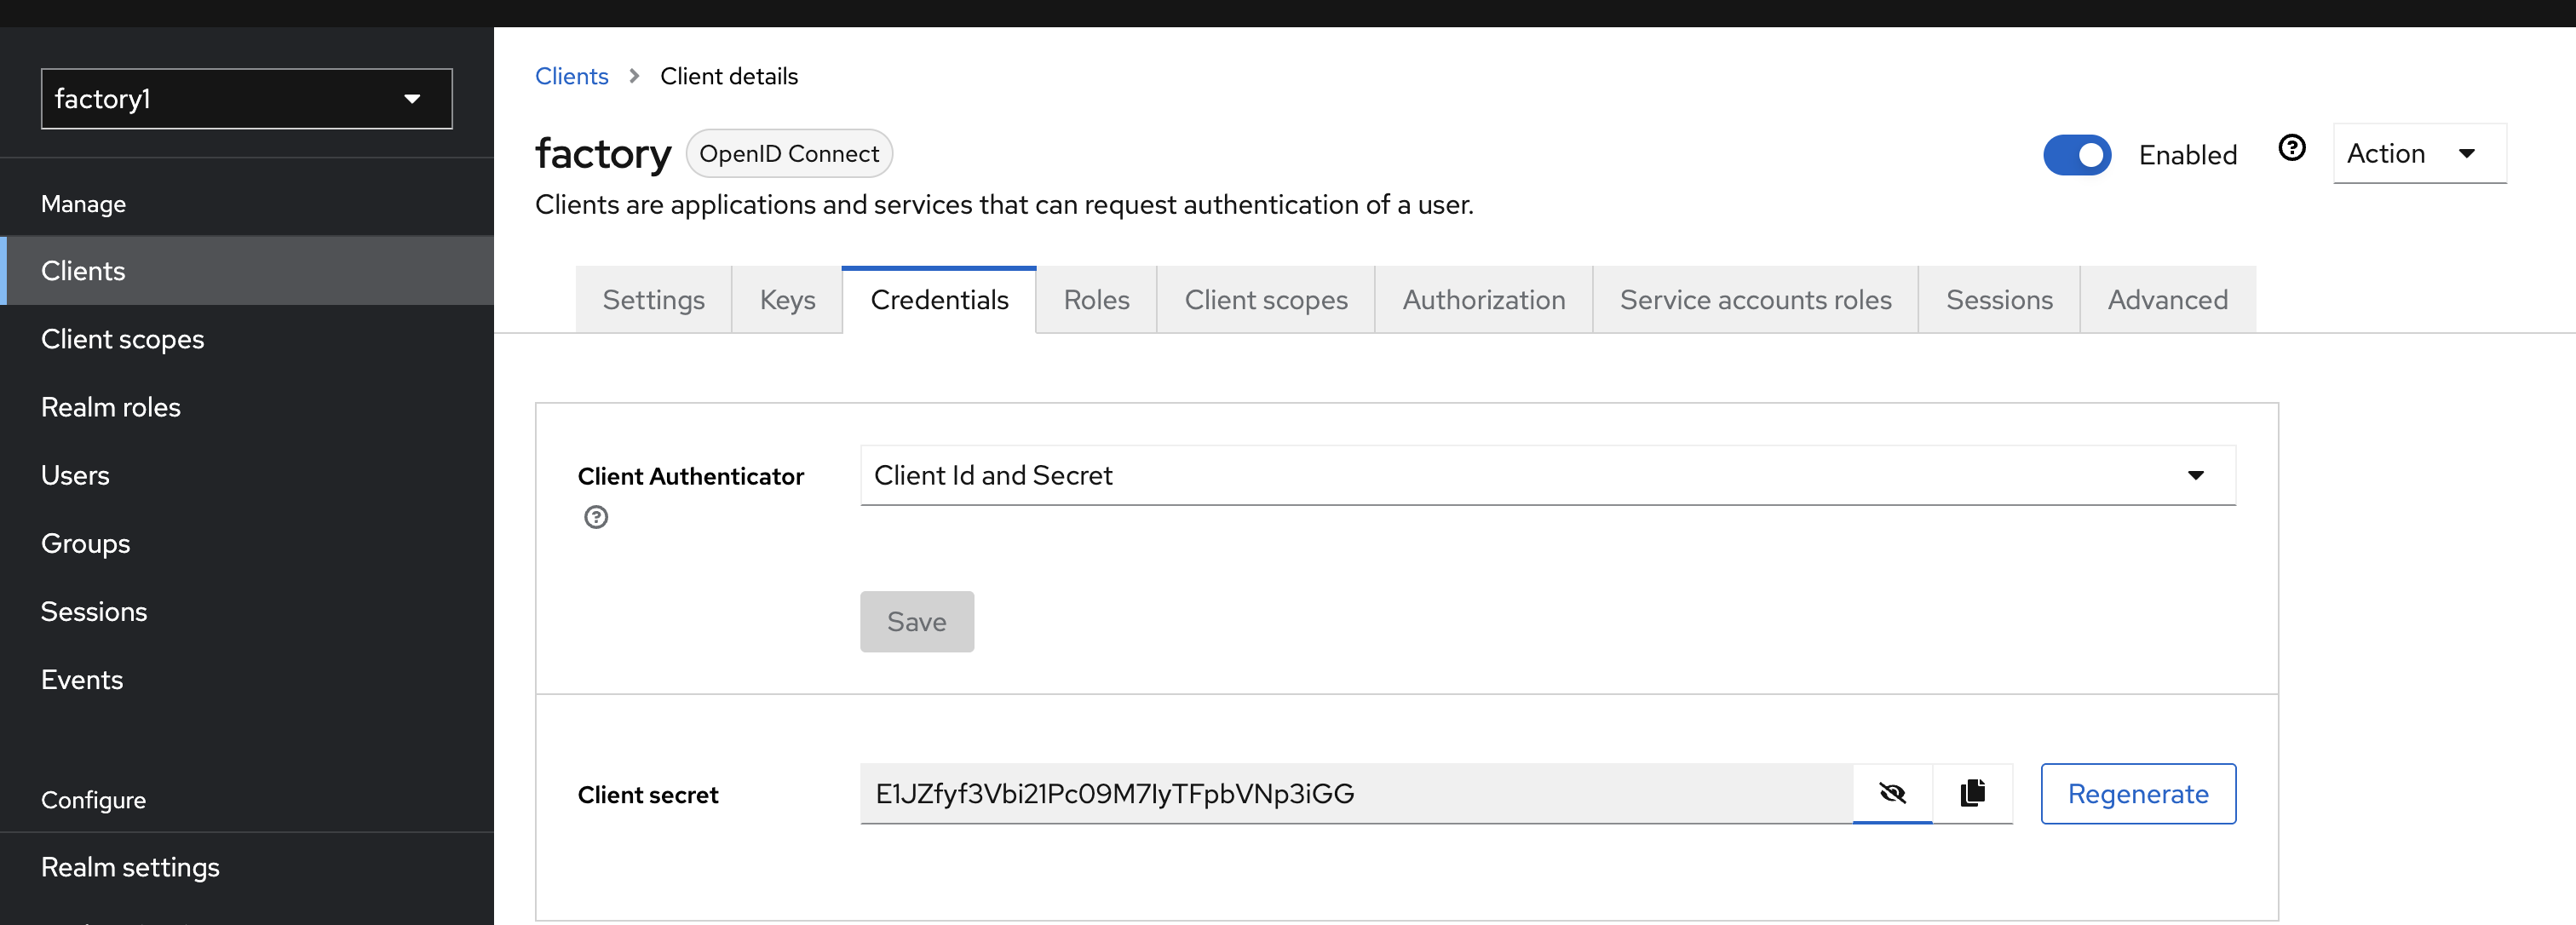 factory1
Manage
Clients
Client scopes
Realm roles
Users
Groups
Sessions
Events
Configure
Realm settings
Clients > Client details
factory OpenID Connect
Enabled
Action
Clients are applications and services that can request authentication of a user.
Settings Keys Credentials Roles Client scopes Authorization Service accounts roles Sessions Advanced
Client Authenticator
Client Id and Secret
Save
Client secret
E1JZfyf3Vbi21Pc09M7IyTFpbVNp3iGG
Regenerate